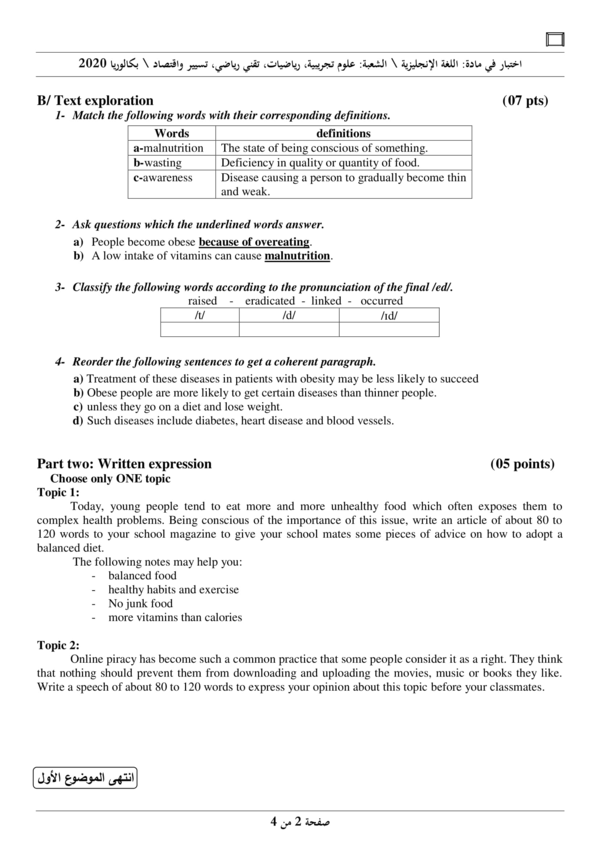 اختبار في مادة: اللغة الإنجليزية \ الشعبة: علوم تجريبية، رياضيات، تقني رياضي، تسيير واقتصاد \ بكالوريا 2020
B/ Text exploration (07 pts)
1- Match the following words with their corresponding definitions.
Words definitions
a-malnutrition The state of being conscious of something.
b-wasting Deficiency in quality or quantity of food.
c-awareness Disease causing a person to gradually become thin
and weak.
2- Ask questions which the underlined words answer.
a) People become obese because of overeating.
b) A low intake of vitamins can cause malnutrition.
3- Classify the following words according to the pronunciation of the final /ed/.
raised - eradicated - linked - occurred
/t/ /d/ /ɪd/
4- Reorder the following sentences to get a coherent paragraph.
a) Treatment of these diseases in patients with obesity may be less likely to succeed
b) Obese people are more likely to get certain diseases than thinner people.
c) unless they go on a diet and lose weight.
d) Such diseases include diabetes, heart disease and blood vessels.
Part two: Written expression (05 points)
Choose only ONE topic
Topic 1:
Today, young people tend to eat more and more unhealthy food which often exposes them to
complex health problems. Being conscious of the importance of this issue, write an article of about 80 to
120 words to your school magazine to give your school mates some pieces of advice on how to adopt a
balanced diet.
The following notes may help you:
- balanced food
- healthy habits and exercise
- No junk food
- more vitamins than calories
Topic 2:
Online piracy has become such a common practice that some people consider it as a right. They think
that nothing should prevent them from downloading and uploading the movies, music or books they like.
Write a speech of about 80 to 120 words to express your opinion about this topic before your classmates.
انتهى الموضوع الأول
صفحة 2 من 4